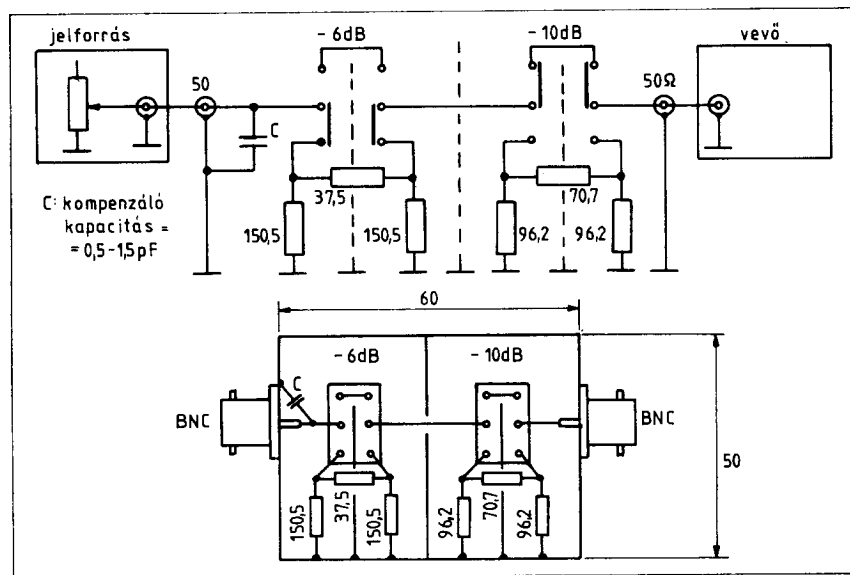 jelforrás
- 6dB
- 10dB
vevő
50
50Ω
C
C: kompenzáló
kapacitás =
= 0,5-1,5pF
37,5
150,5
150,5
70,7
96,2
96,2
60
- 6dB
- 10dB
C
BNC
BNC
50
150,5
37,5
150,5
96,2
70,7
96,2